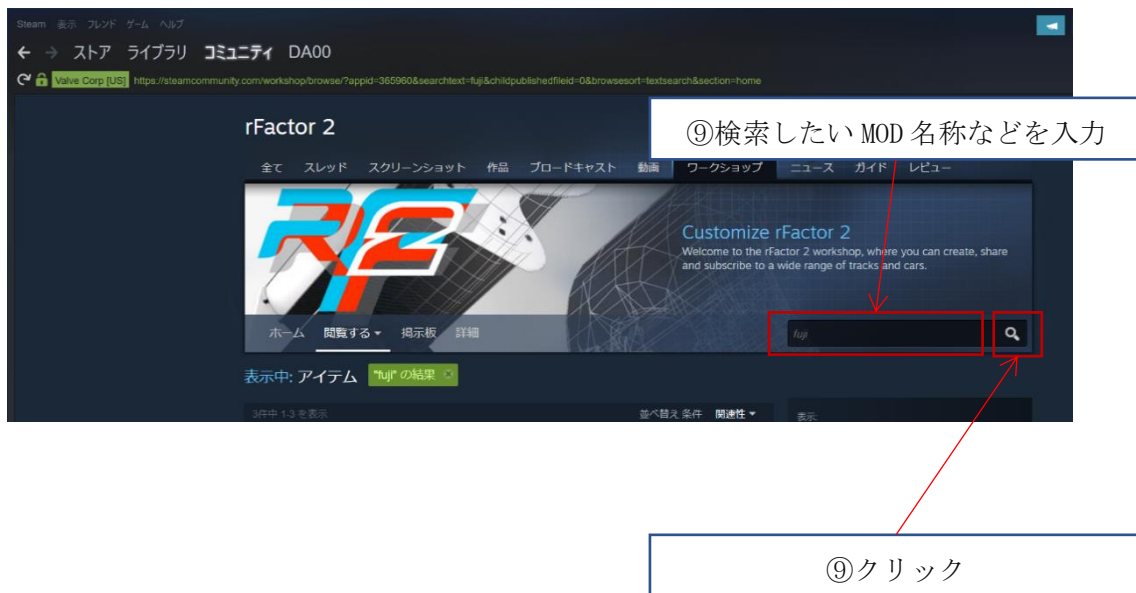 Steam 表示 フレンド ゲーム ヘルプ
← → ストア ライブラリ コミュニティ DA00
Valve Corp [US] https://steamcommunity.com/workshop/browse/?appid=365960&searchtext=fuji&childpublishedfileid=0&browsesort=textsearch&section=home
rFactor 2
⑨検索したい MOD 名称などを入力
全て スレッド スクリーンショット 作品 ブロードキャスト 動画 ワークショップ ニュース ガイド レビュー
RF2
Customize rFactor 2
Welcome to the rFactor 2 workshop, where you can create, share
and subscribe to a wide range of tracks and cars.
ホーム 閲覧する 掲示板 詳細
fuji
表示中: アイテム "fuji" の結果
3件中 1-3 を表示 並べ替え 条件 関連性 表示:
⑨クリック